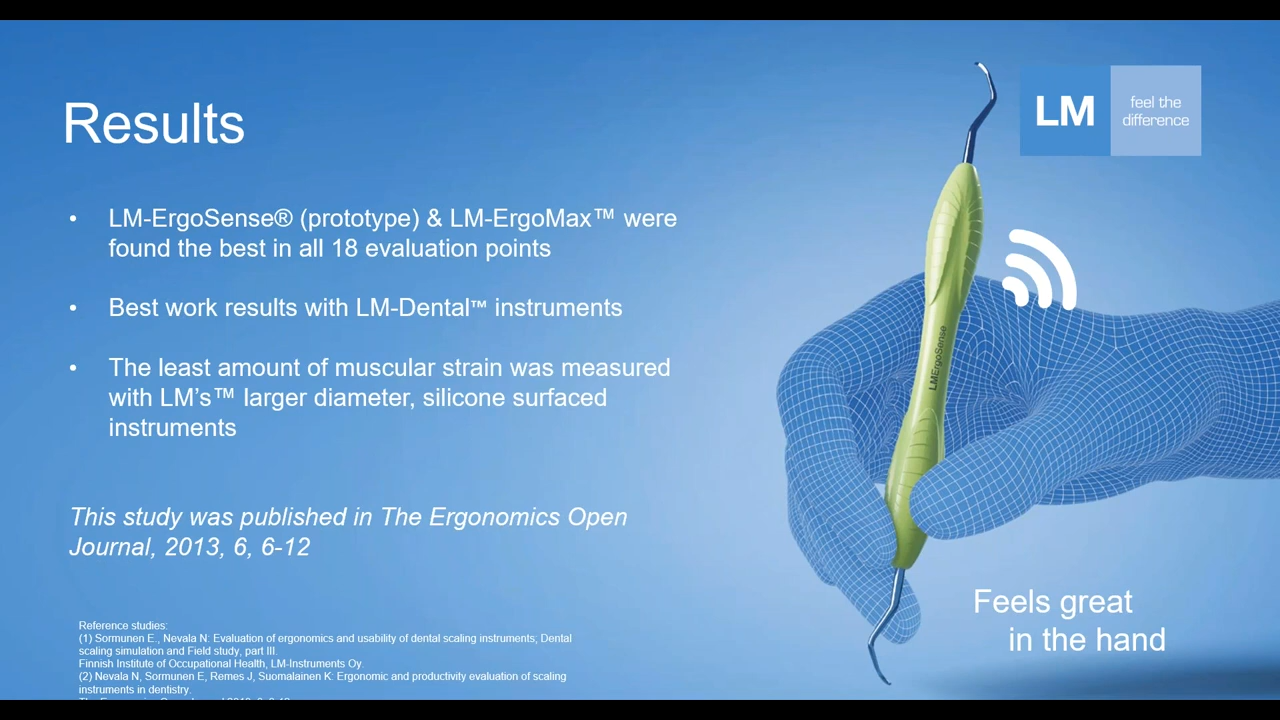 Results
• LM-ErgoSense® (prototype) & LM-ErgoMax™ were
found the best in all 18 evaluation points
• Best work results with LM-Dental™ instruments
• The least amount of muscular strain was measured
with LM's™ larger diameter, silicone surfaced
instruments
This study was published in The Ergonomics Open
Journal, 2013, 6, 6-12
Reference studies:
(1) Sormunen E., Nevala N: Evaluation of ergonomics and usability of dental scaling instruments; Dental
scaling simulation and Field study, part III.
Finnish Institute of Occupational Health, LM-Instruments Oy.
(2) Nevala N, Sormunen E, Remes J, Suomalainen K: Ergonomic and productivity evaluation of scaling
instruments in dentistry.
LM
feel the
difference
LMErgoSense
Feels great
in the hand